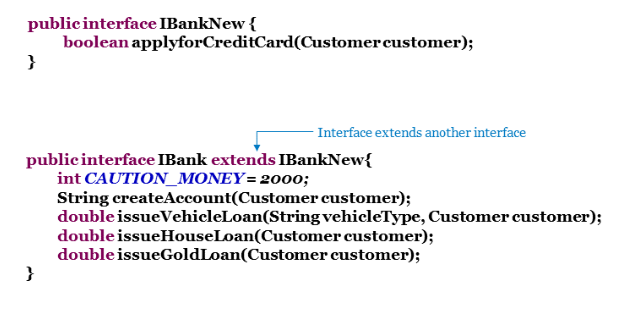 public interface IBankNew {
boolean applyforCreditCard(Customer customer);
}
Interface extends another interface
public interface IBank extends IBankNew{
int CAUTION_MONEY = 2000;
String createAccount(Customer customer);
double issueVehicleLoan(String vehicleType, Customer customer);
double issueHouseLoan(Customer customer);
double issueGoldLoan(Customer customer);
}